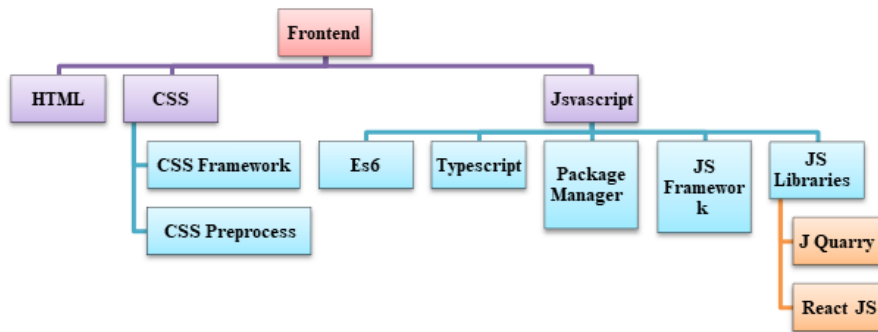 Frontend
HTML
CSS
Jsvascript
CSS Framework
CSS Preprocess
Es6
Typescript
Package
Manager
JS
Framewor
k
JS
Libraries
J Quarry
React JS